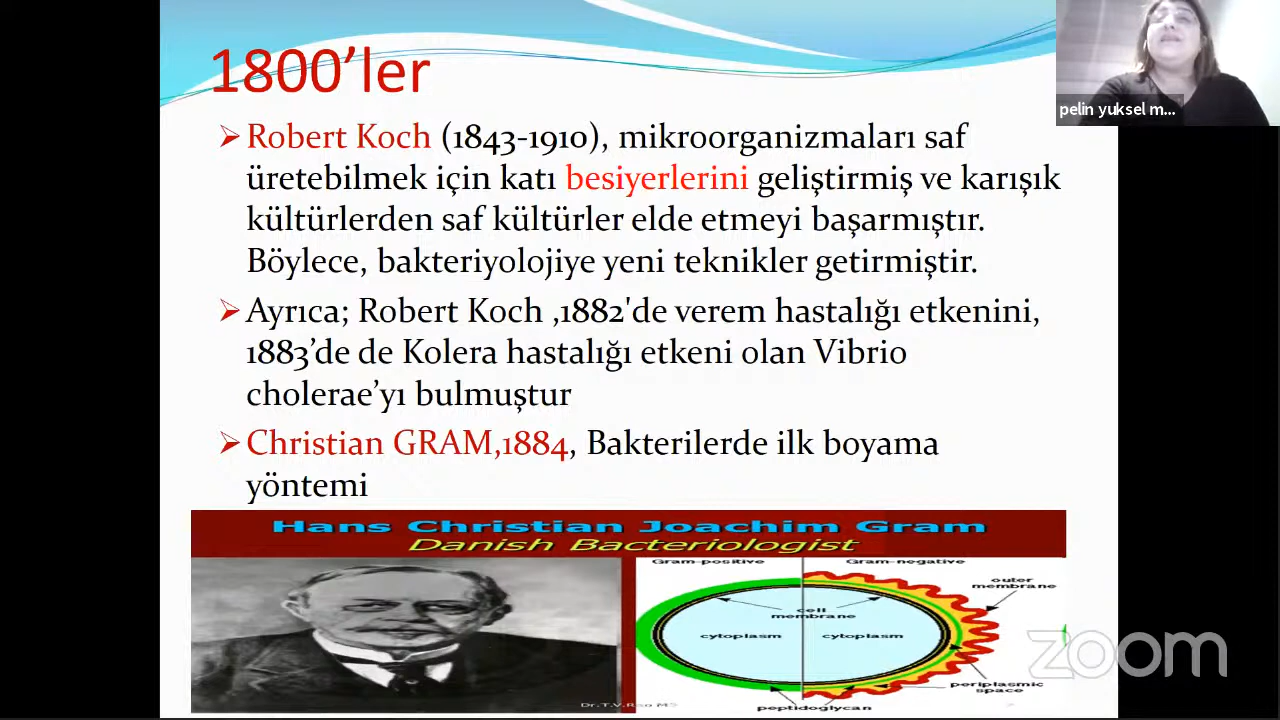 1800’ler
pelin yuksel m...
Robert Koch (1843-1910), mikroorganizmaları saf
üretebilmek için katı besiyerlerini geliştirmiş ve karışık
kültürlerden saf kültürler elde etmeyi başarmıştır.
Böylece, bakteriyolojiye yeni teknikler getirmiştir.
Ayrıca; Robert Koch ,1882'de verem hastalığı etkenini,
1883’de de Kolera hastalığı etkeni olan Vibrio
cholerae’yı bulmuştur
Christian GRAM,1884, Bakterilerde ilk boyama
yöntemi
Hans Christian Joachim Gram
Danish Bacteriologist
Gram-positive
Gram-negative
outer
membrane
cell
membrane
cytoplasm
cytoplasm
periplasmic
space
peptidoglycan
Dr.T.V.Rao MD
zoom